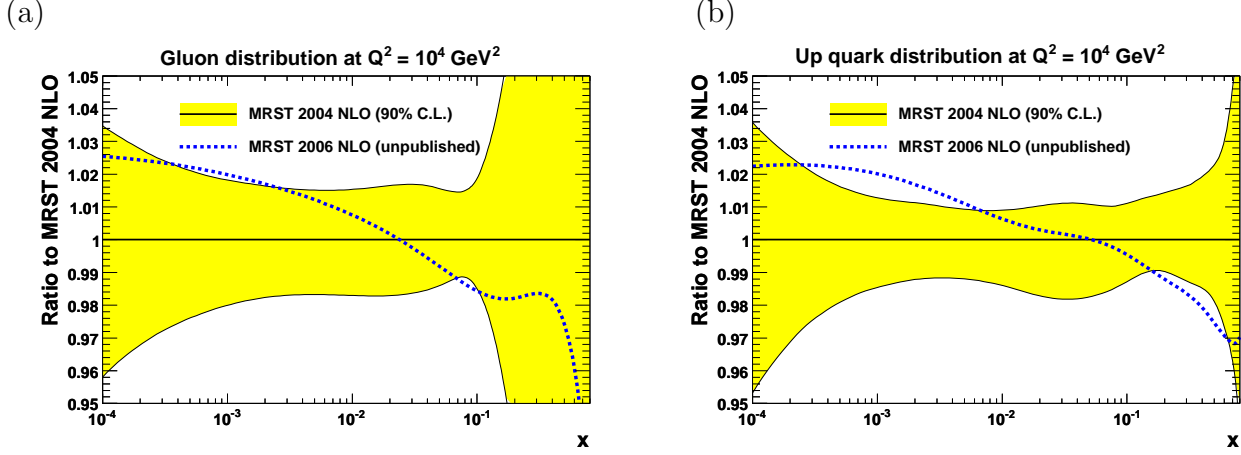 (a)
Gluon distribution at Q² = 10⁴ GeV²
Ratio to MRST 2004 NLO
1.05
1.04
1.03
1.02
1.01
1
0.99
0.98
0.97
0.96
0.95
MRST 2004 NLO (90% C.L.)
MRST 2006 NLO (unpublished)
10⁻⁴
10⁻³
10⁻²
10⁻¹
x
(b)
Up quark distribution at Q² = 10⁴ GeV²
Ratio to MRST 2004 NLO
1.05
1.04
1.03
1.02
1.01
1
0.99
0.98
0.97
0.96
0.95
MRST 2004 NLO (90% C.L.)
MRST 2006 NLO (unpublished)
10⁻⁴
10⁻³
10⁻²
10⁻¹
x